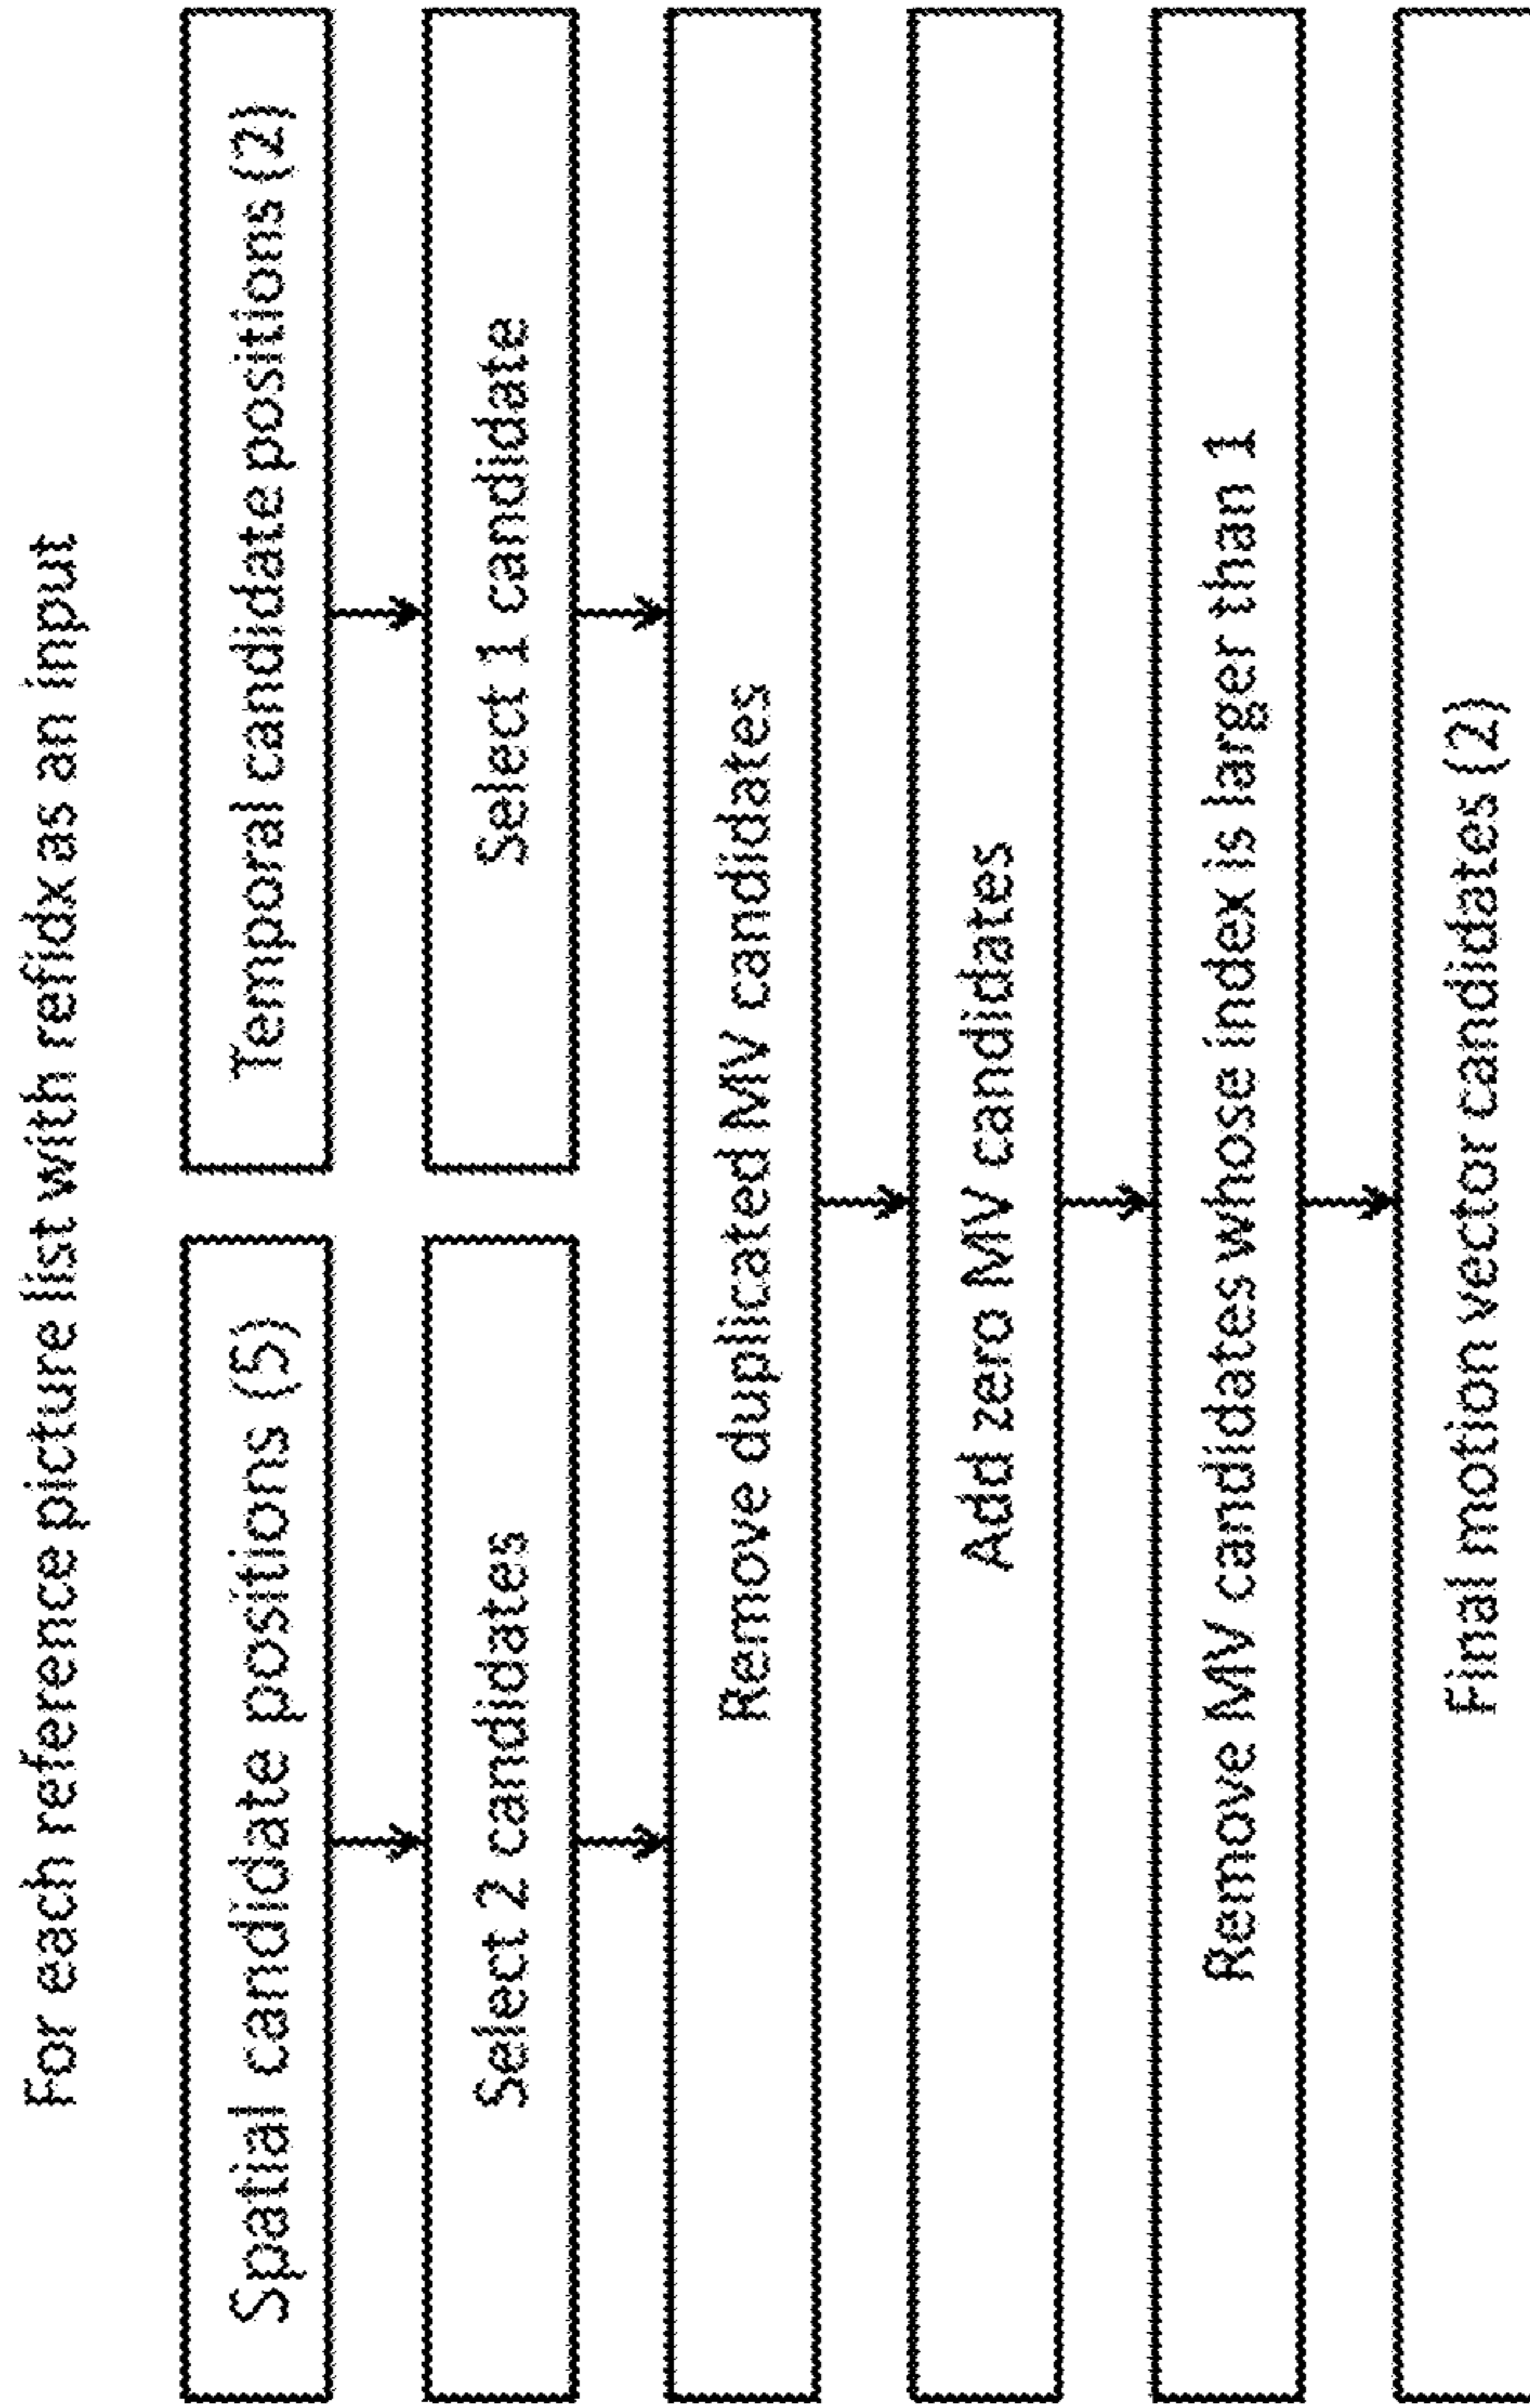 For each reference picture list with refidx as an input
Spatial candidate positions (5)
Temporal candidate positions (2)
Select 2 candidates
Select 1 candidate
Remove duplicated MV candidates
Add zero MV candidates
Remove MV candidates whose index is larger than 1
Final motion vector candidates (2)